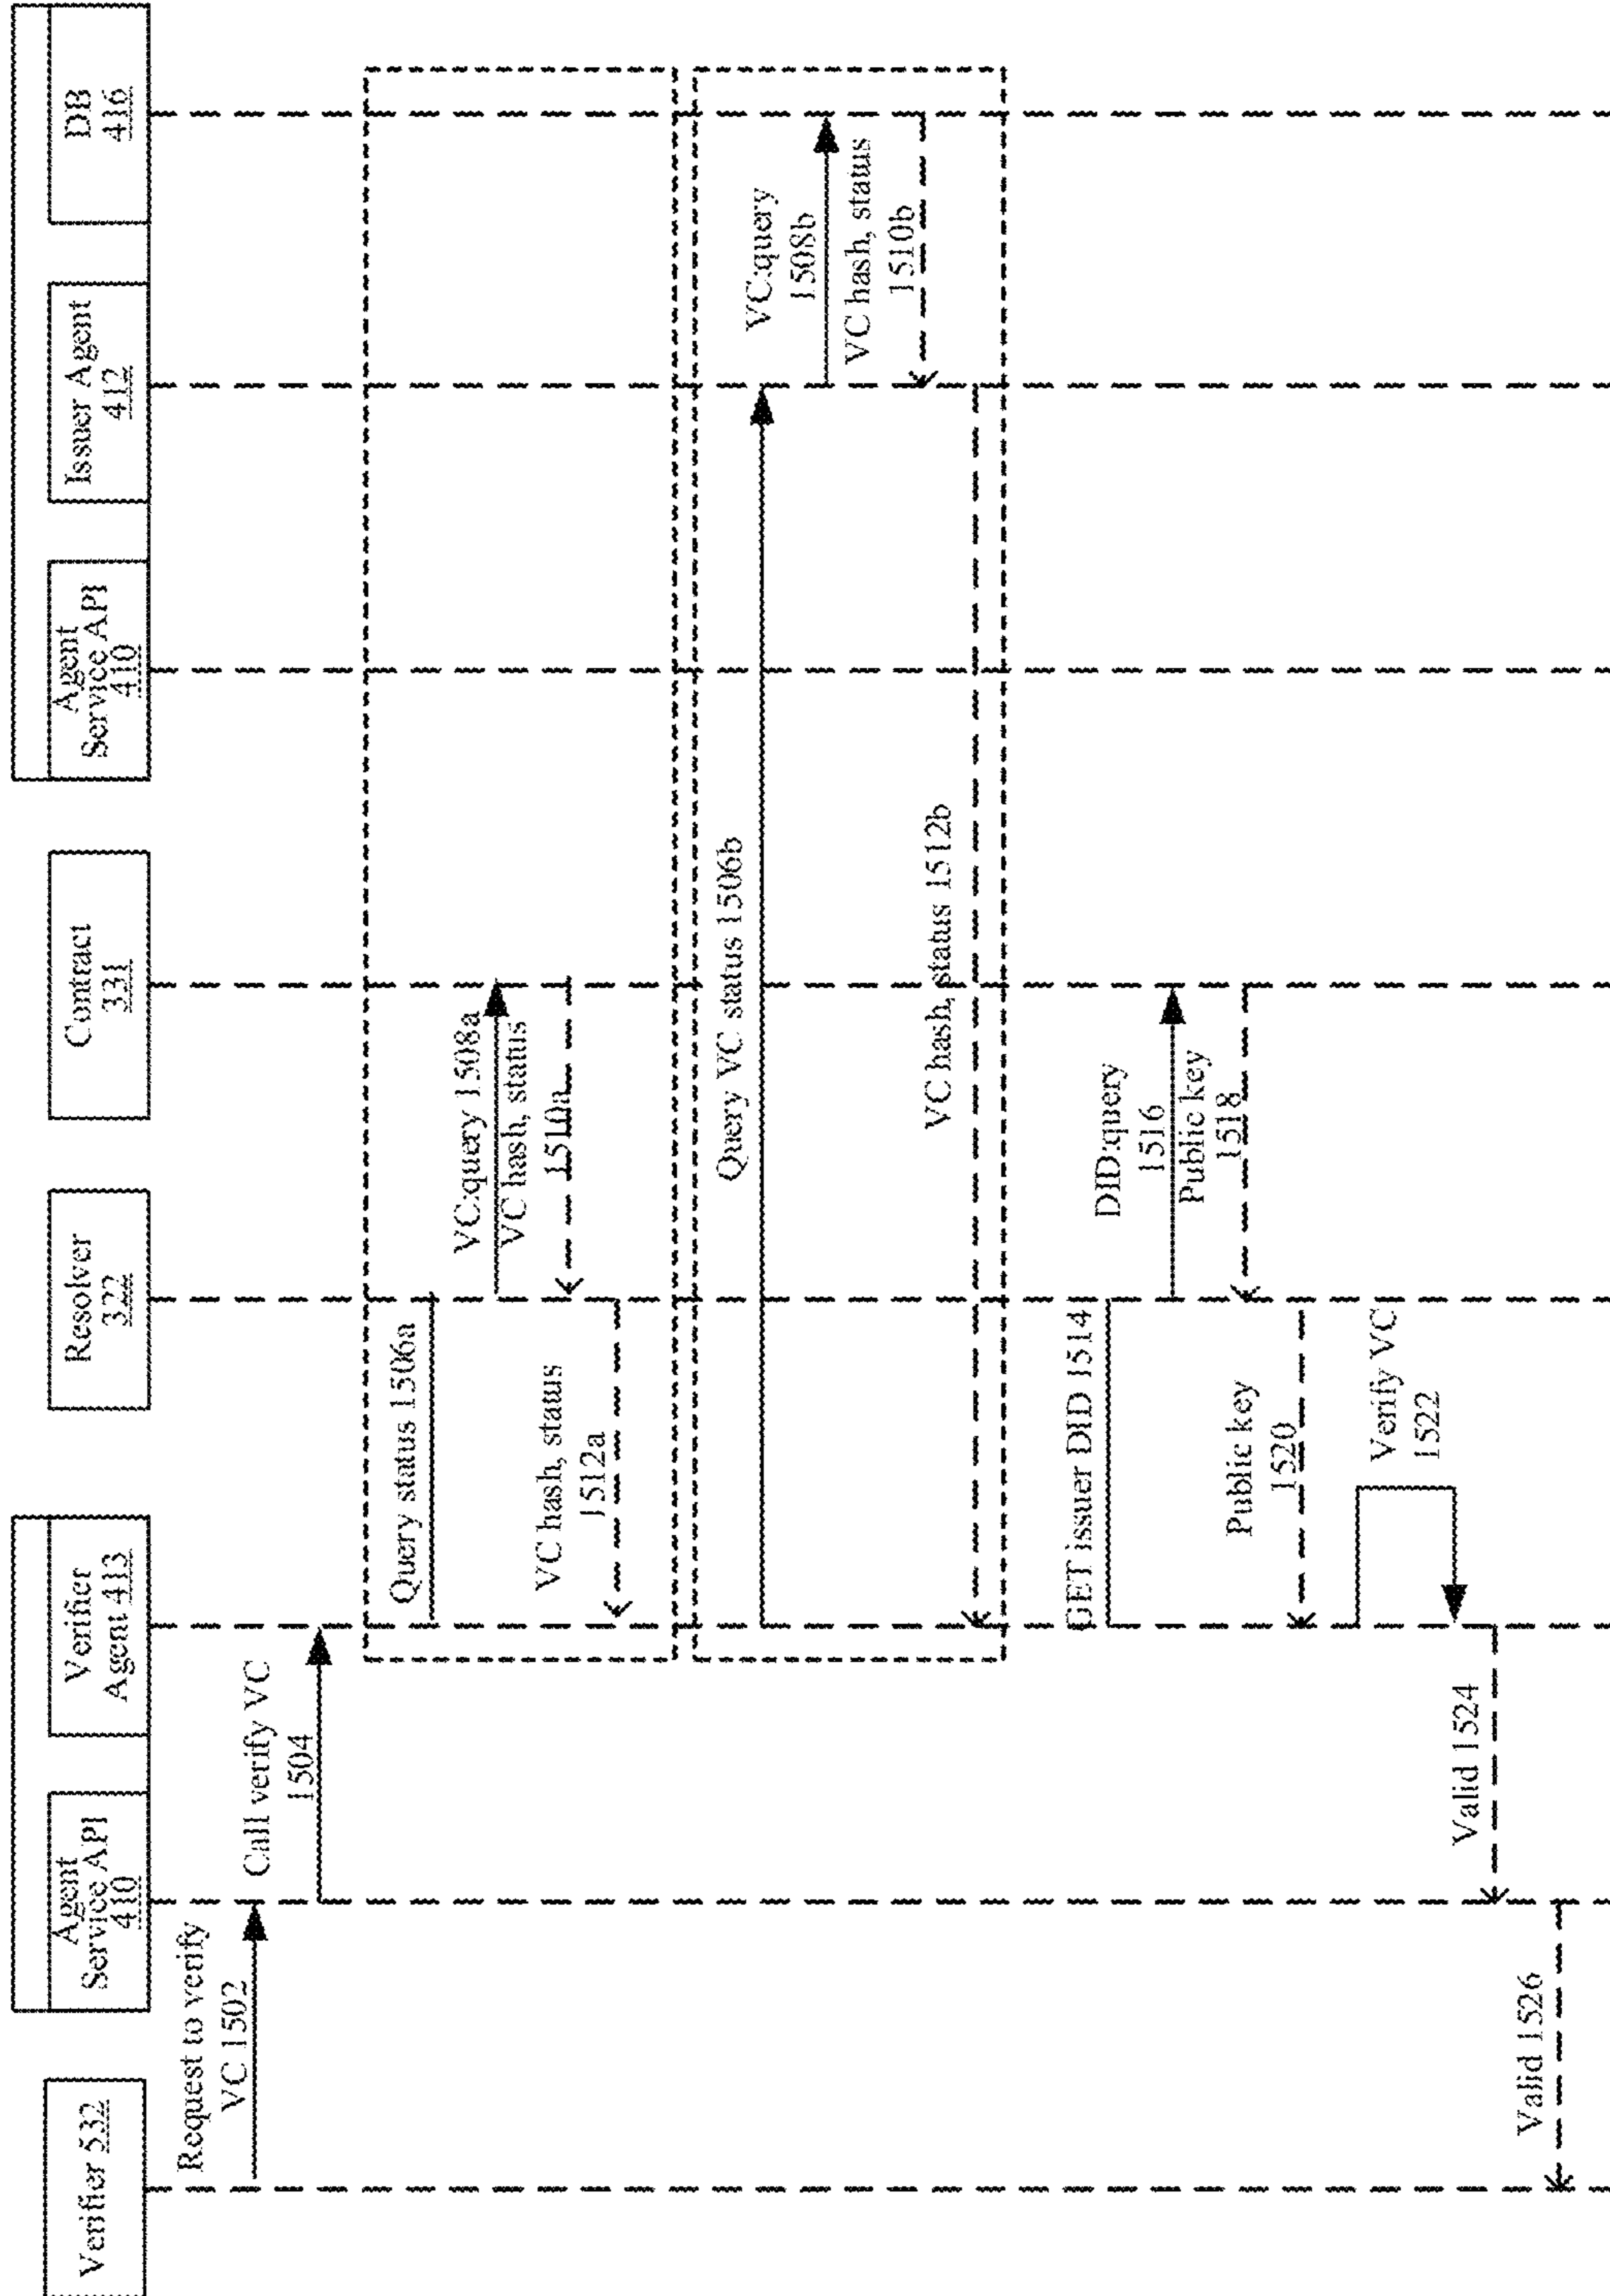 Verifier 532
Agent
Service API
410
Verifier
Agent 413
Resolver
322
Contract
331
Agent
Service API
410
Issuer Agent
412
DB
416
Request to verify
VC 1502
Call verify VC
1504
Query status 1506a
VC:query 1508a
VC hash, status
1510a
VC hash, status
1512a
Query VC status 1506b
VC:query
1508b
VC hash, status
1510b
VC hash, status 1512b
GET issuer DID 1514
DID:query
1516
Public key
1518
Public key
1520
Verify VC
1522
Valid 1524
Valid 1526